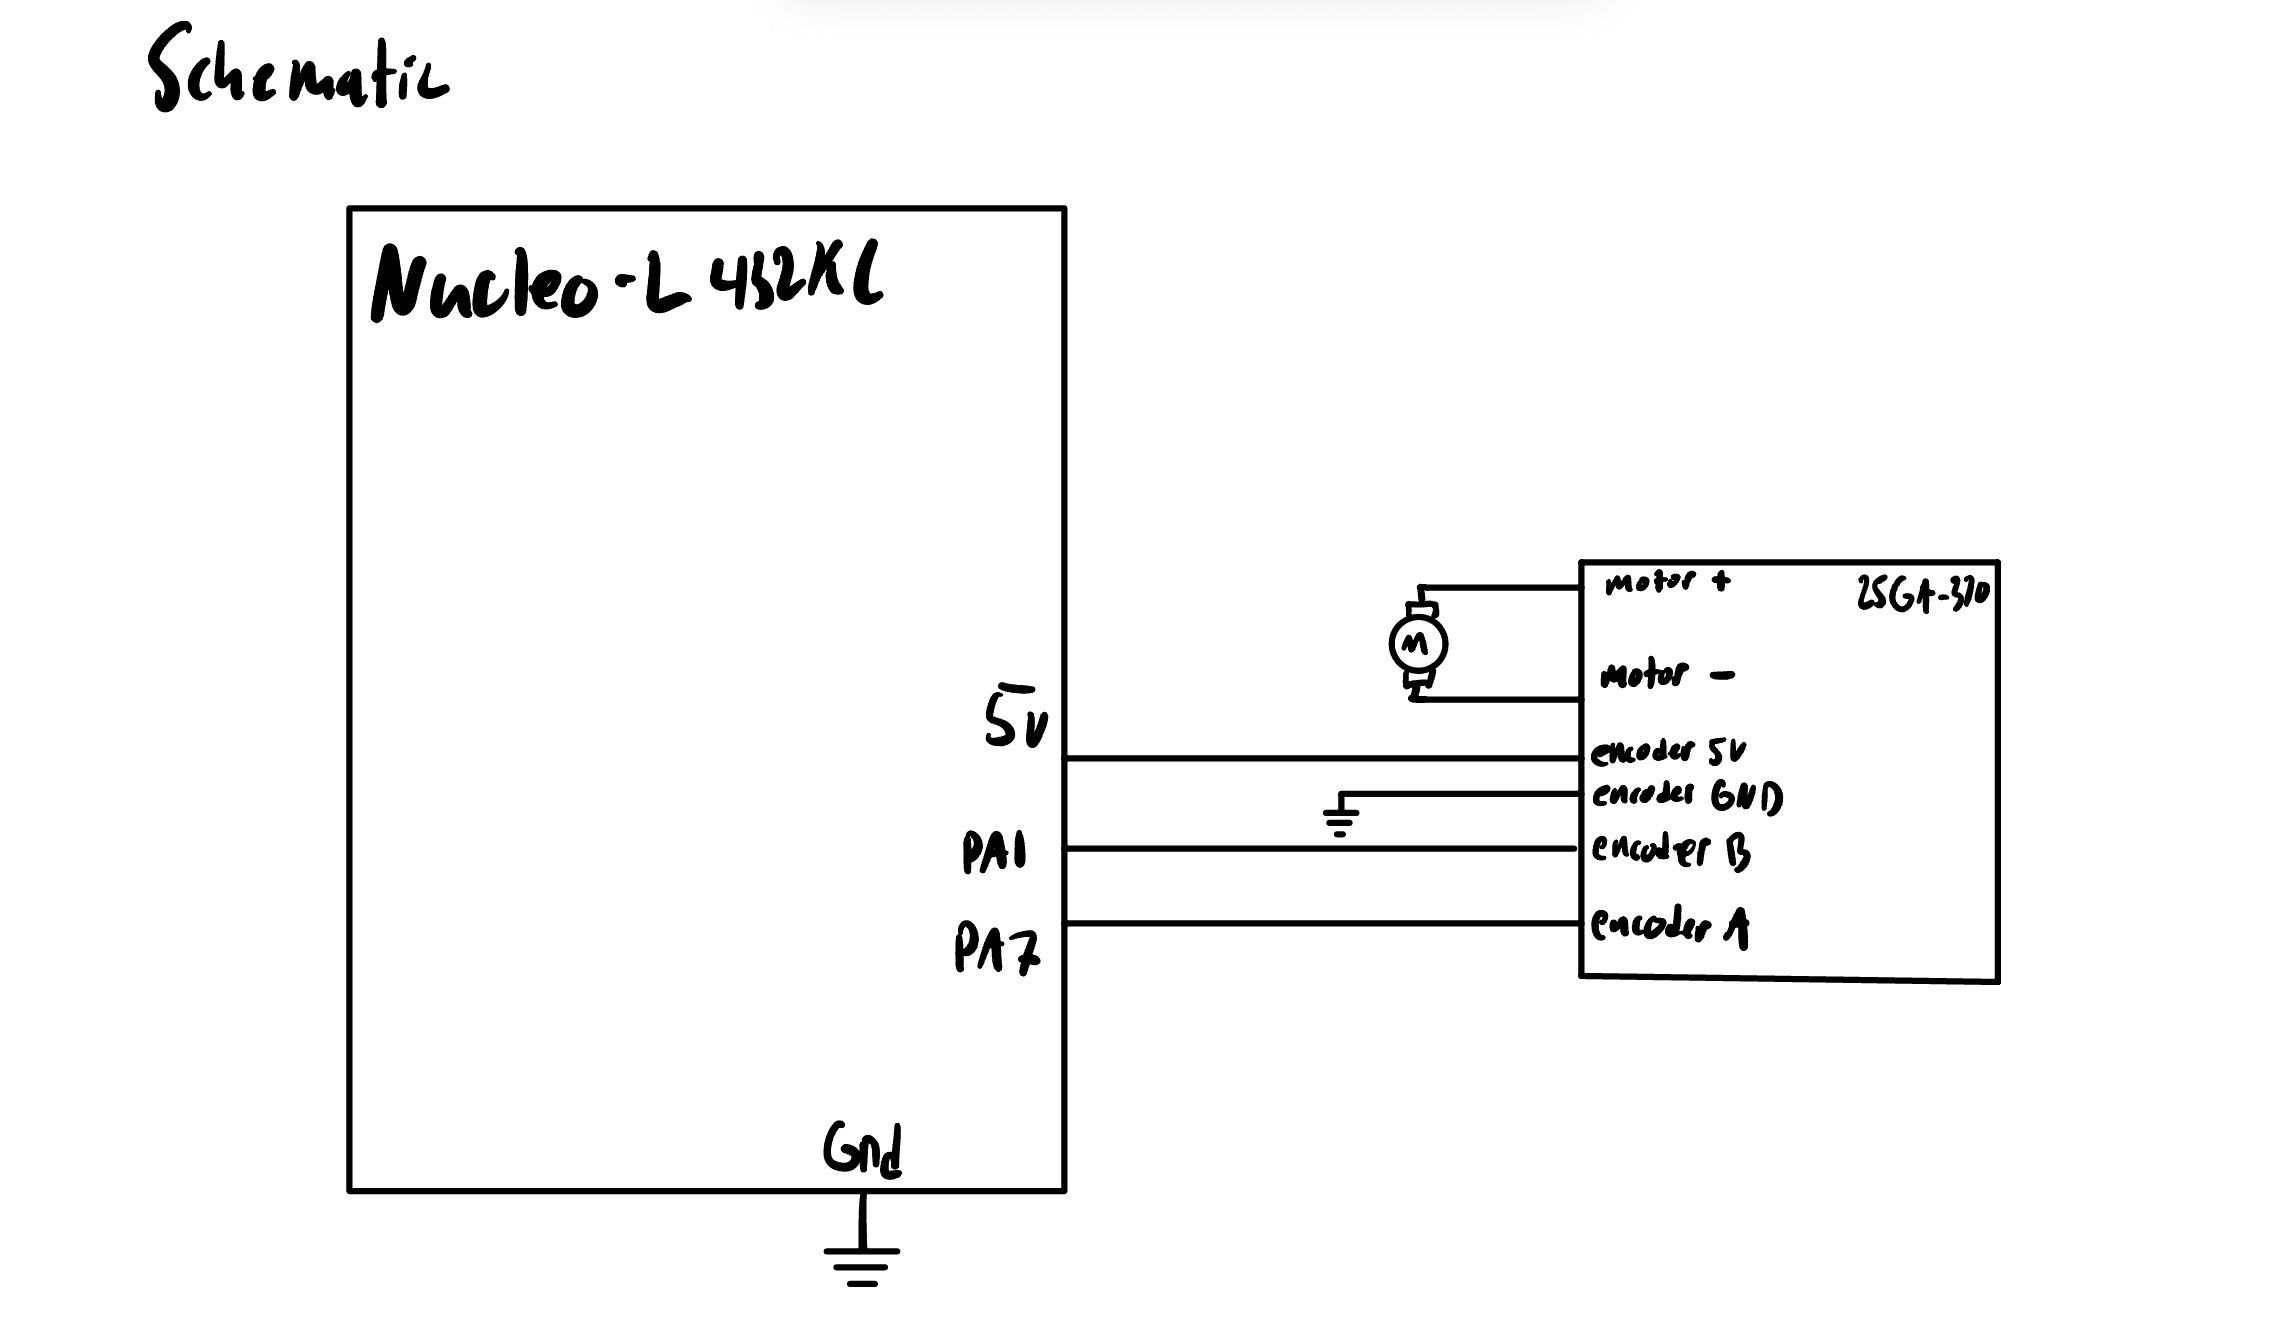 Schematic
Nucleo-L432KC
5V
PA1
PA7
Gnd
M
motor +
25GA-370
motor -
encoder 5V
encoder GND
encoder B
encoder A